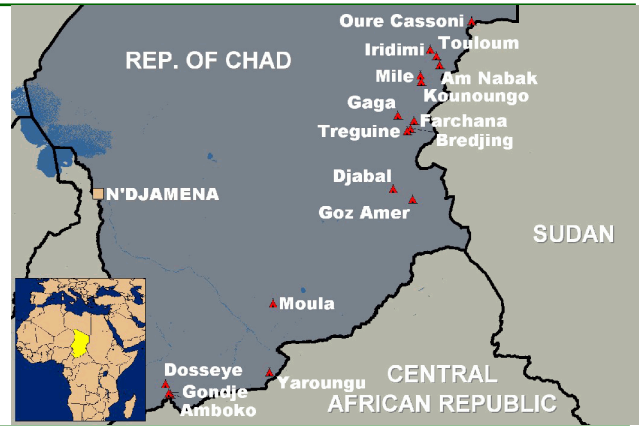 Oure Cassoni
Iridimi
Touloum
REP. OF CHAD
Mile
Am Nabak
Kounoungo
Gaga
Farchana
Treguine
Bredjing
Djabal
N'DJAMENA
Goz Amer
SUDAN
Moula
Dosseye
Yaroungu
Gondje
Amboko
CENTRAL
AFRICAN REPUBLIC